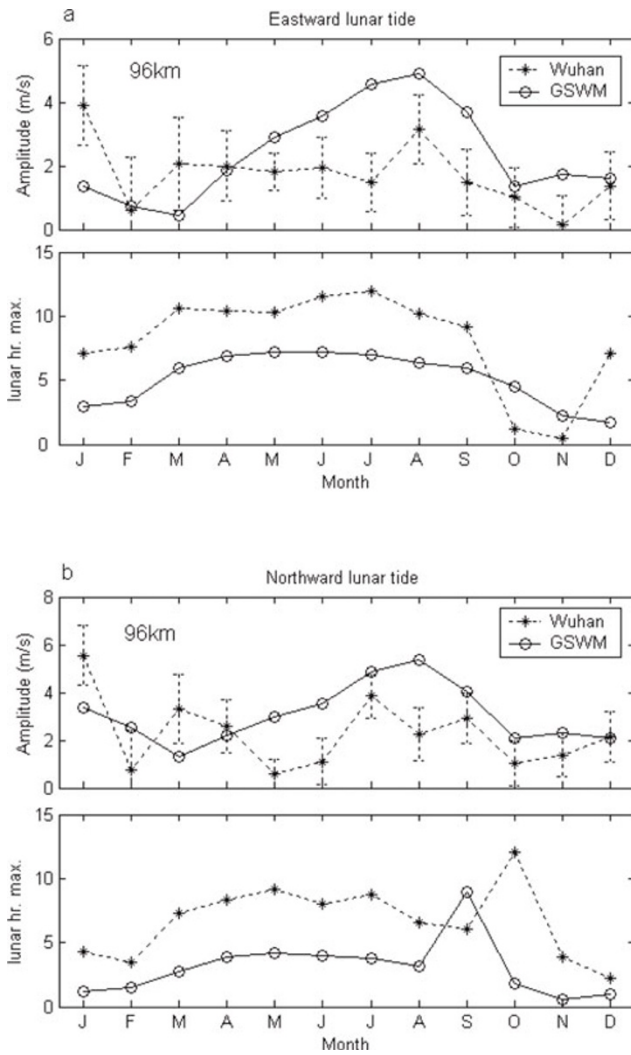 a
Eastward lunar tide
6
4
2
0
Amplitude (m/s)
96km
Wuhan
GSWM
15
10
5
0
lunar hr. max.
J F M A M J J A S O N D
Month
b
Northward lunar tide
8
6
4
2
0
Amplitude (m/s)
96km
Wuhan
GSWM
15
10
5
0
lunar hr. max.
J F M A M J J A S O N D
Month